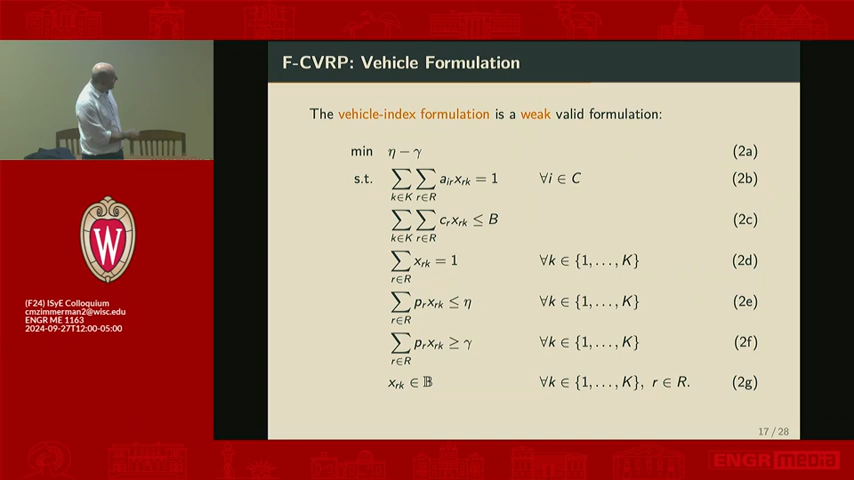 F-CVRP: Vehicle Formulation
The vehicle-index formulation is a weak valid formulation:
min η − γ (2a)
s.t. ∑_{k∈K} ∑_{r∈R} a_{ir} x_{rk} = 1 ∀i ∈ C (2b)
∑_{k∈K} ∑_{r∈R} c_r x_{rk} ≤ B (2c)
∑_{r∈R} x_{rk} = 1 ∀k ∈ {1, . . . , K} (2d)
∑_{r∈R} p_r x_{rk} ≤ η ∀k ∈ {1, . . . , K} (2e)
∑_{r∈R} p_r x_{rk} ≥ γ ∀k ∈ {1, . . . , K} (2f)
x_{rk} ∈ 𝔹 ∀k ∈ {1, . . . , K}, r ∈ R. (2g)
17 / 28
W
(F24) ISyE Colloquium
cmzimmerman2@wisc.edu
ENGR ME 1163
2024-09-27T12:00-05:00
ENGR media